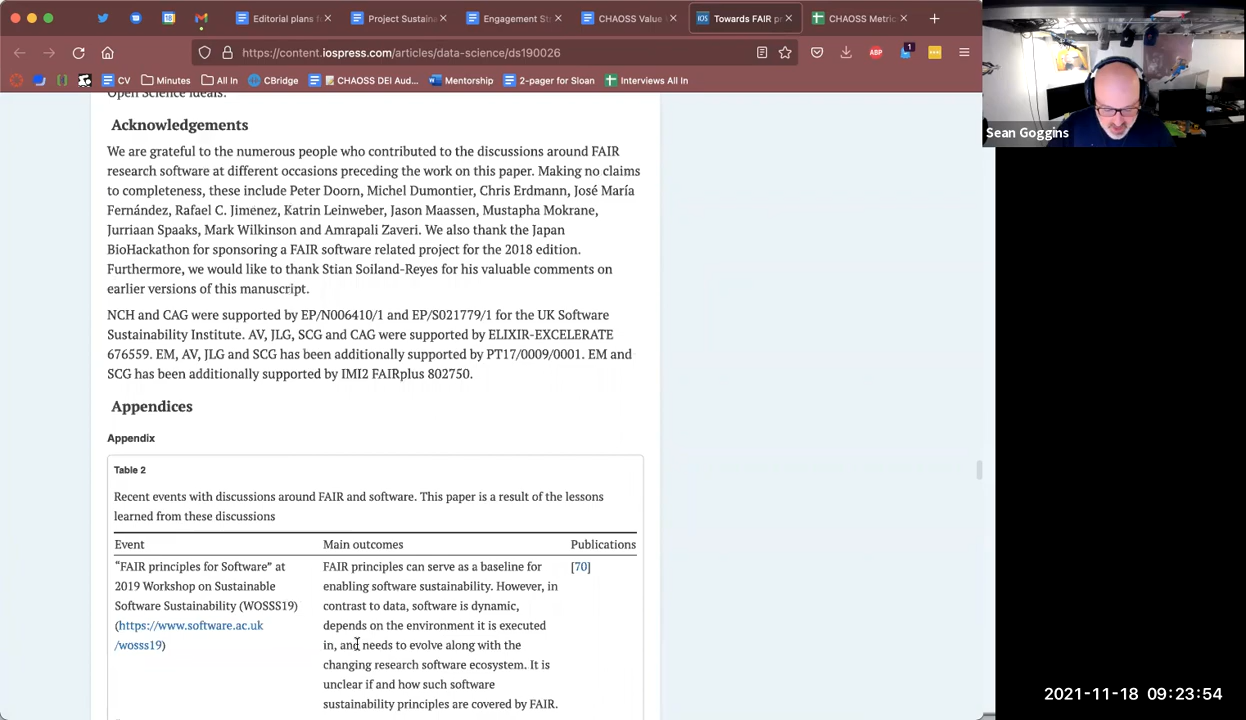 Editorial plans f
Project Sustaina
Engagement St
CHAOSS Value
Towards FAIR pr
CHAOSS Metric
https://content.iospress.com/articles/data-science/ds190026
CV
Minutes
All In
CBridge
CHAOSS DEI Aud...
Mentorship
2-pager for Sloan
Interviews All In
Open Science ideals.
Acknowledgements
We are grateful to the numerous people who contributed to the discussions around FAIR
research software at different occasions preceding the work on this paper. Making no claims
to completeness, these include Peter Doorn, Michel Dumontier, Chris Erdmann, José María
Fernández, Rafael C. Jimenez, Katrin Leinweber, Jason Maassen, Mustapha Mokrane,
Jurriaan Spaaks, Mark Wilkinson and Amrapali Zaveri. We also thank the Japan
BioHackathon for sponsoring a FAIR software related project for the 2018 edition.
Furthermore, we would like to thank Stian Soiland-Reyes for his valuable comments on
earlier versions of this manuscript.
NCH and CAG were supported by EP/N006410/1 and EP/S021779/1 for the UK Software
Sustainability Institute. AV, JLG, SCG and CAG were supported by ELIXIR-EXCELERATE
676559. EM, AV, JLG and SCG has been additionally supported by PT17/0009/0001. EM and
SCG has been additionally supported by IMI2 FAIRplus 802750.
Appendices
Appendix
Table 2
Recent events with discussions around FAIR and software. This paper is a result of the lessons
learned from these discussions
Event
Main outcomes
Publications
“FAIR principles for Software” at
2019 Workshop on Sustainable
Software Sustainability (WOSSS19)
(https://www.software.ac.uk
/wosss19)
FAIR principles can serve as a baseline for
enabling software sustainability. However, in
contrast to data, software is dynamic,
depends on the environment it is executed
in, and needs to evolve along with the
changing research software ecosystem. It is
unclear if and how such software
sustainability principles are covered by FAIR.
[70]
Sean Goggins
2021-11-18 09:23:54